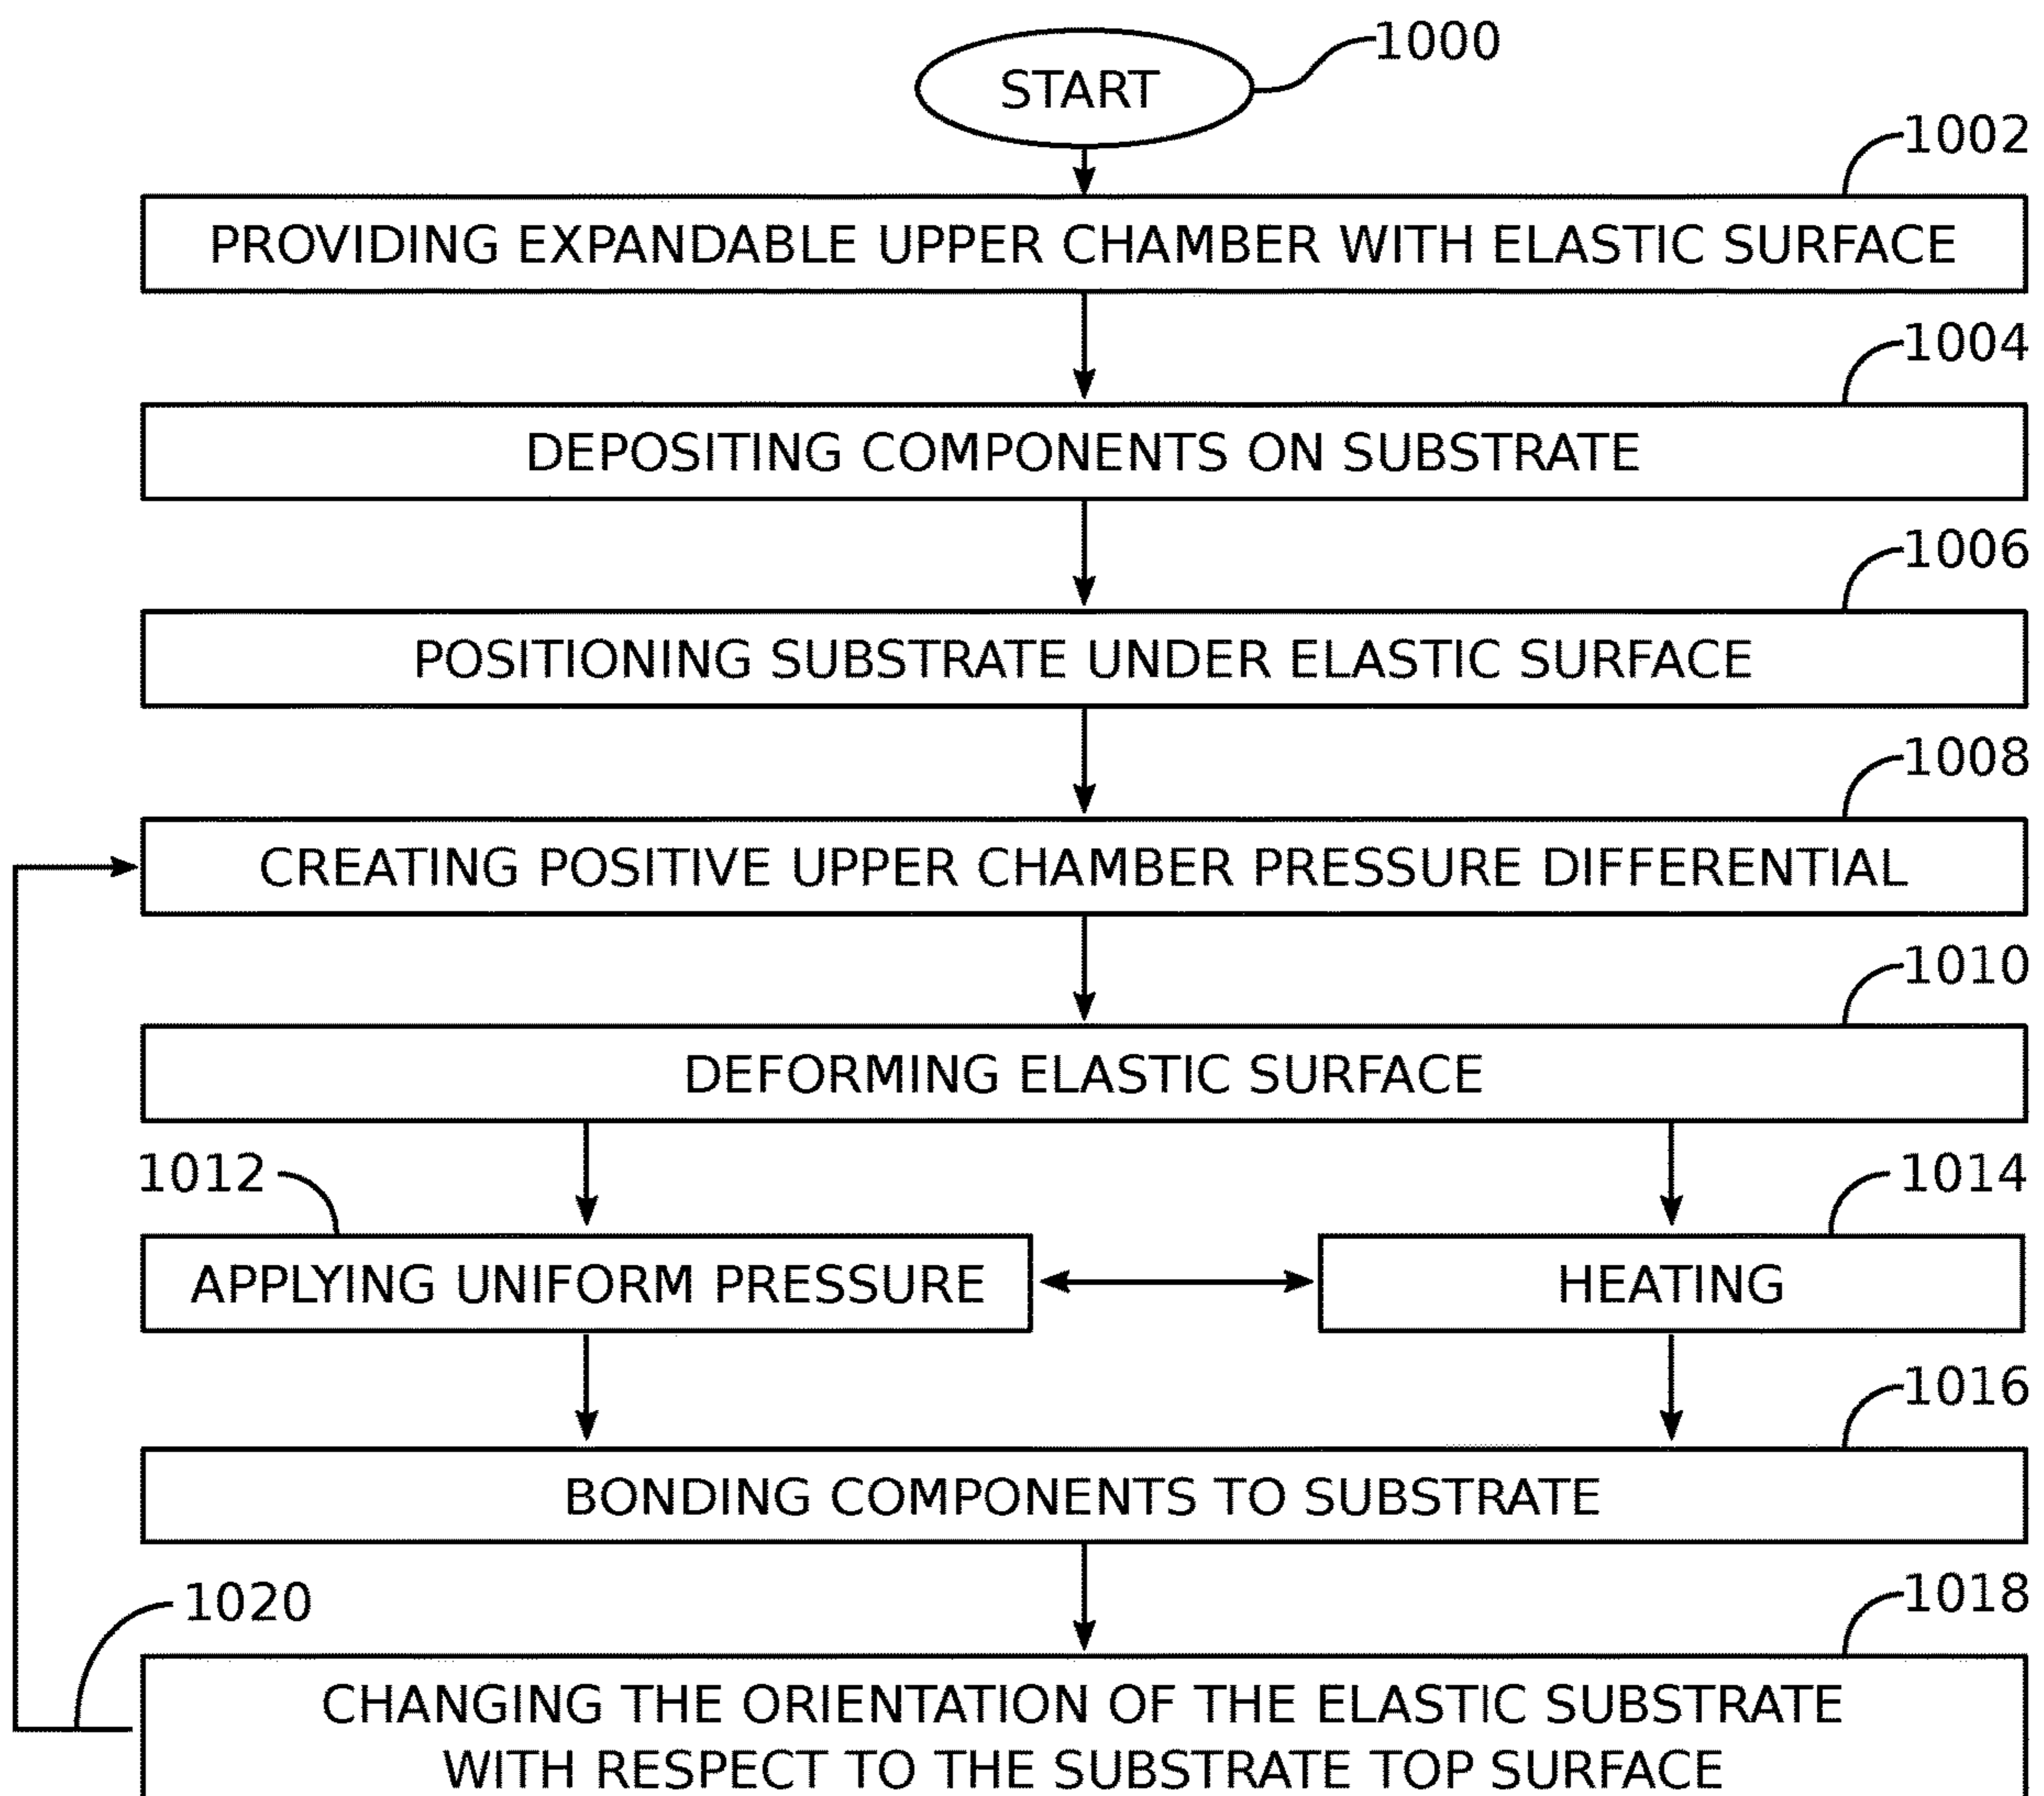 START
1000
1002
PROVIDING EXPANDABLE UPPER CHAMBER WITH ELASTIC SURFACE
1004
DEPOSITING COMPONENTS ON SUBSTRATE
1006
POSITIONING SUBSTRATE UNDER ELASTIC SURFACE
1008
CREATING POSITIVE UPPER CHAMBER PRESSURE DIFFERENTIAL
1010
DEFORMING ELASTIC SURFACE
1012
1014
APPLYING UNIFORM PRESSURE
HEATING
1016
BONDING COMPONENTS TO SUBSTRATE
1020
1018
CHANGING THE ORIENTATION OF THE ELASTIC SUBSTRATE
WITH RESPECT TO THE SUBSTRATE TOP SURFACE